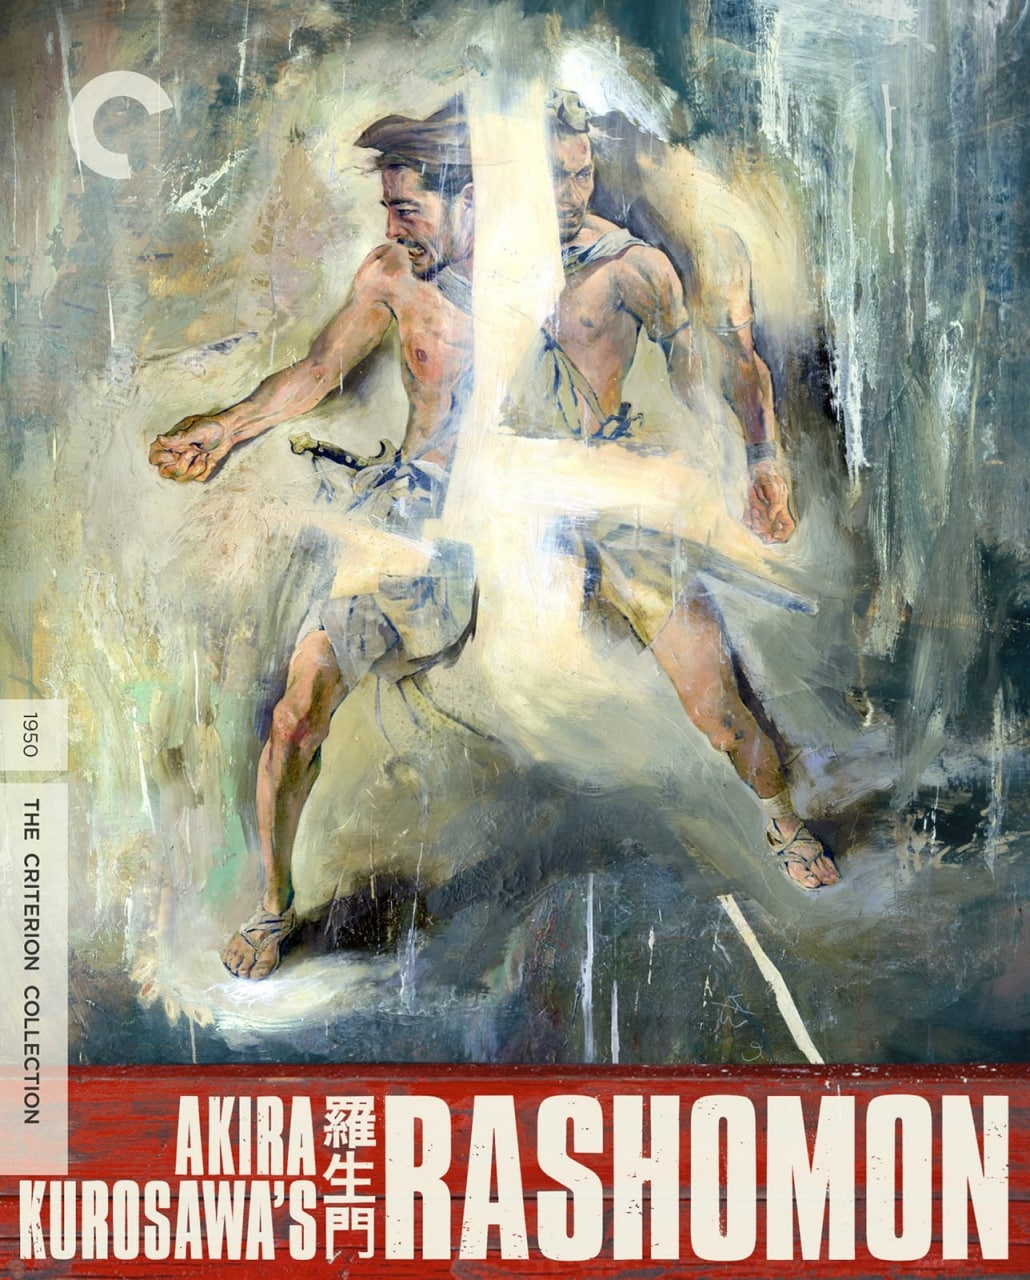 1950
THE CRITERION COLLECTION
AKIRA
KUROSAWA'S
羅生門
RASHOMON